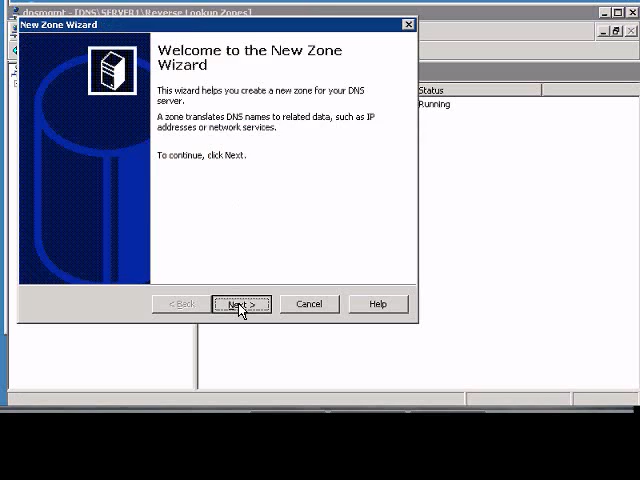 dnsmgmt - [DNS\SERVER1\Reverse Lookup Zones]
New Zone Wizard
Welcome to the New Zone
Wizard
This wizard helps you create a new zone for your DNS
server.
A zone translates DNS names to related data, such as IP
addresses or network services.
To continue, click Next.
< Back
Next >
Cancel
Help
Status
Running